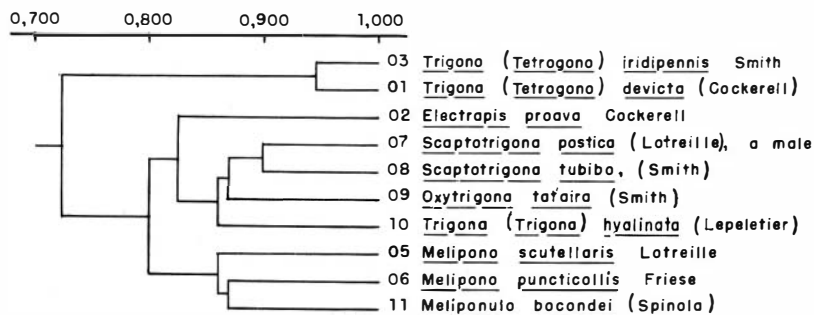 0,700 0,800 0,900 1,000
03 Trigona (Tetragona) iridipennis Smith
01 Trigona (Tetragona) devicta (Cockerell)
02 Electrapis proava Cockerell
07 Scaptotrigona postica (Latreille), a male
08 Scaptotrigona tubiba, (Smith)
09 Oxytrigona tataira (Smith)
10 Trigona (Trigona) hyalinata (Lepeletier)
05 Melipona scutellaris Latreille
06 Melipona puncticollis Friese
11 Meliponula bocandei (Spinola)